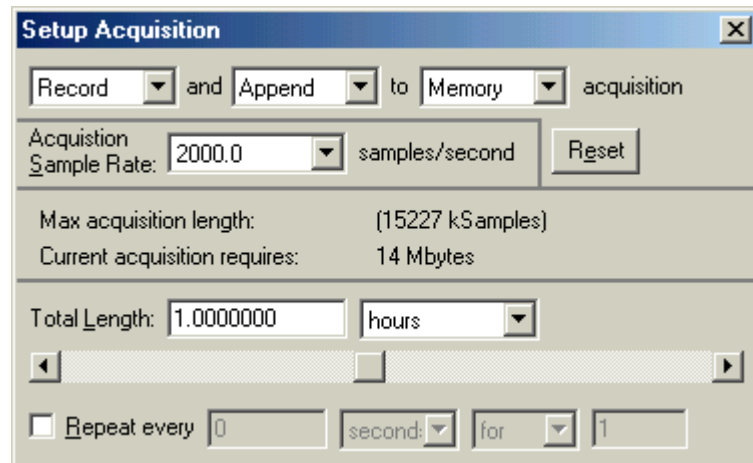 Setup Acquisition
Record and Append to Memory acquisition
Acquistion
Sample Rate: 2000.0 samples/second Reset
Max acquisition length: (15227 kSamples)
Current acquisition requires: 14 Mbytes
Total Length: 1.0000000 hours
Repeat every 0 second: for 1